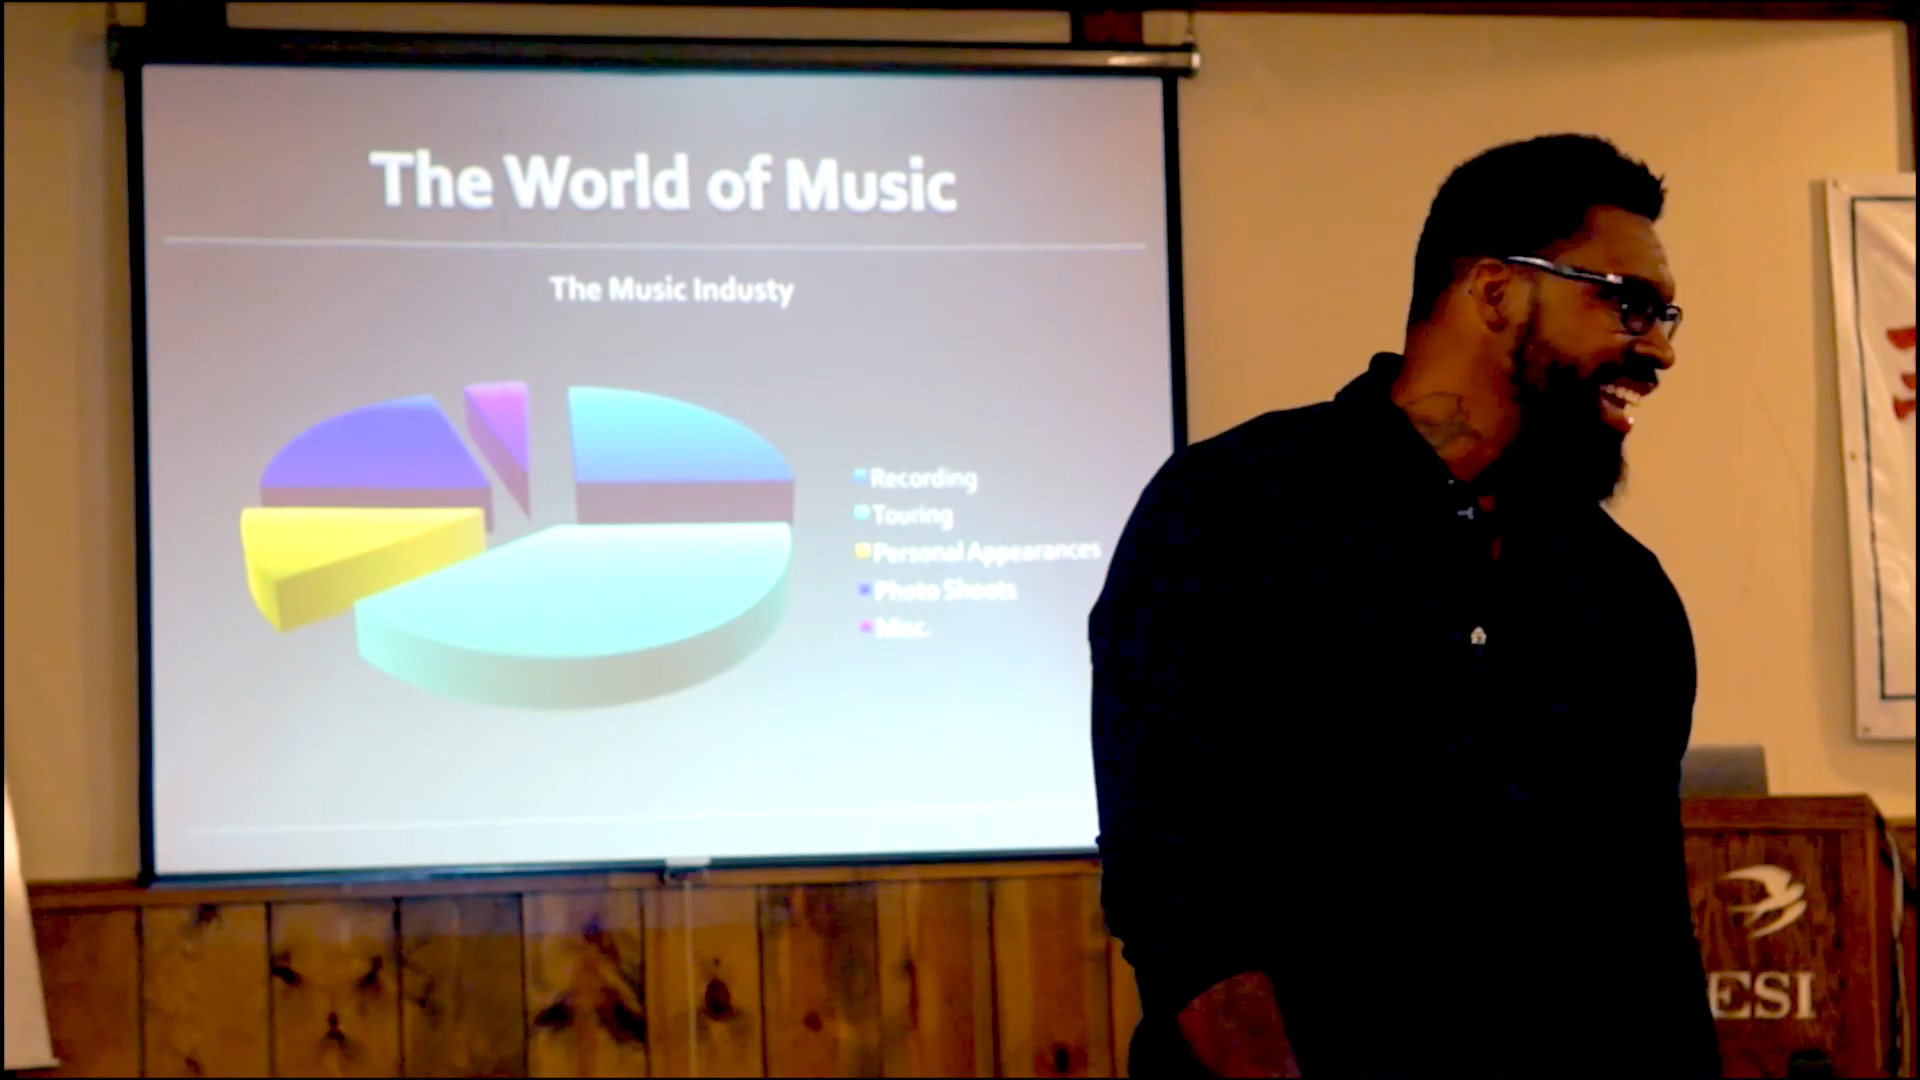 The World of Music
The Music Industy
Recording
Touring
Personal Appearances
Photo Shoots
Misc.
ESI